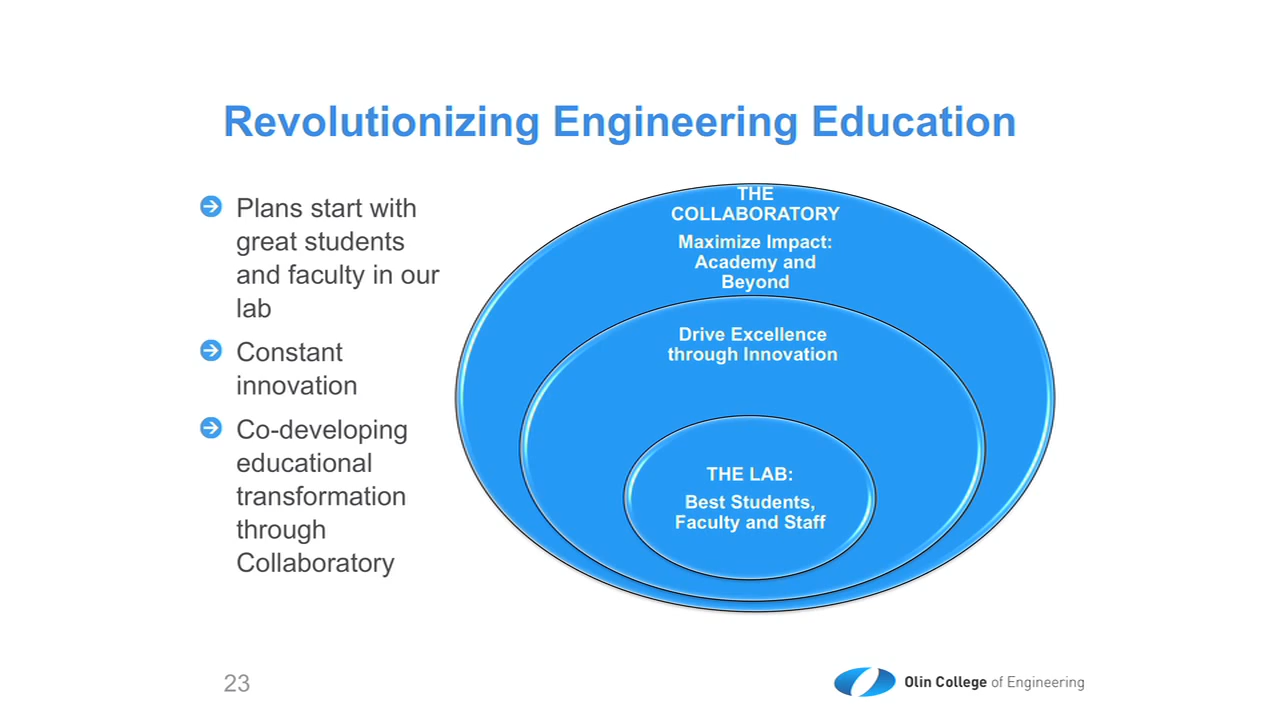 Revolutionizing Engineering Education
Plans start with
great students
and faculty in our
lab
Constant
innovation
Co-developing
educational
transformation
through
Collaboratory
THE
COLLABORATORY
Maximize Impact:
Academy and
Beyond
Drive Excellence
through Innovation
THE LAB:
Best Students,
Faculty and Staff
23
Olin College of Engineering